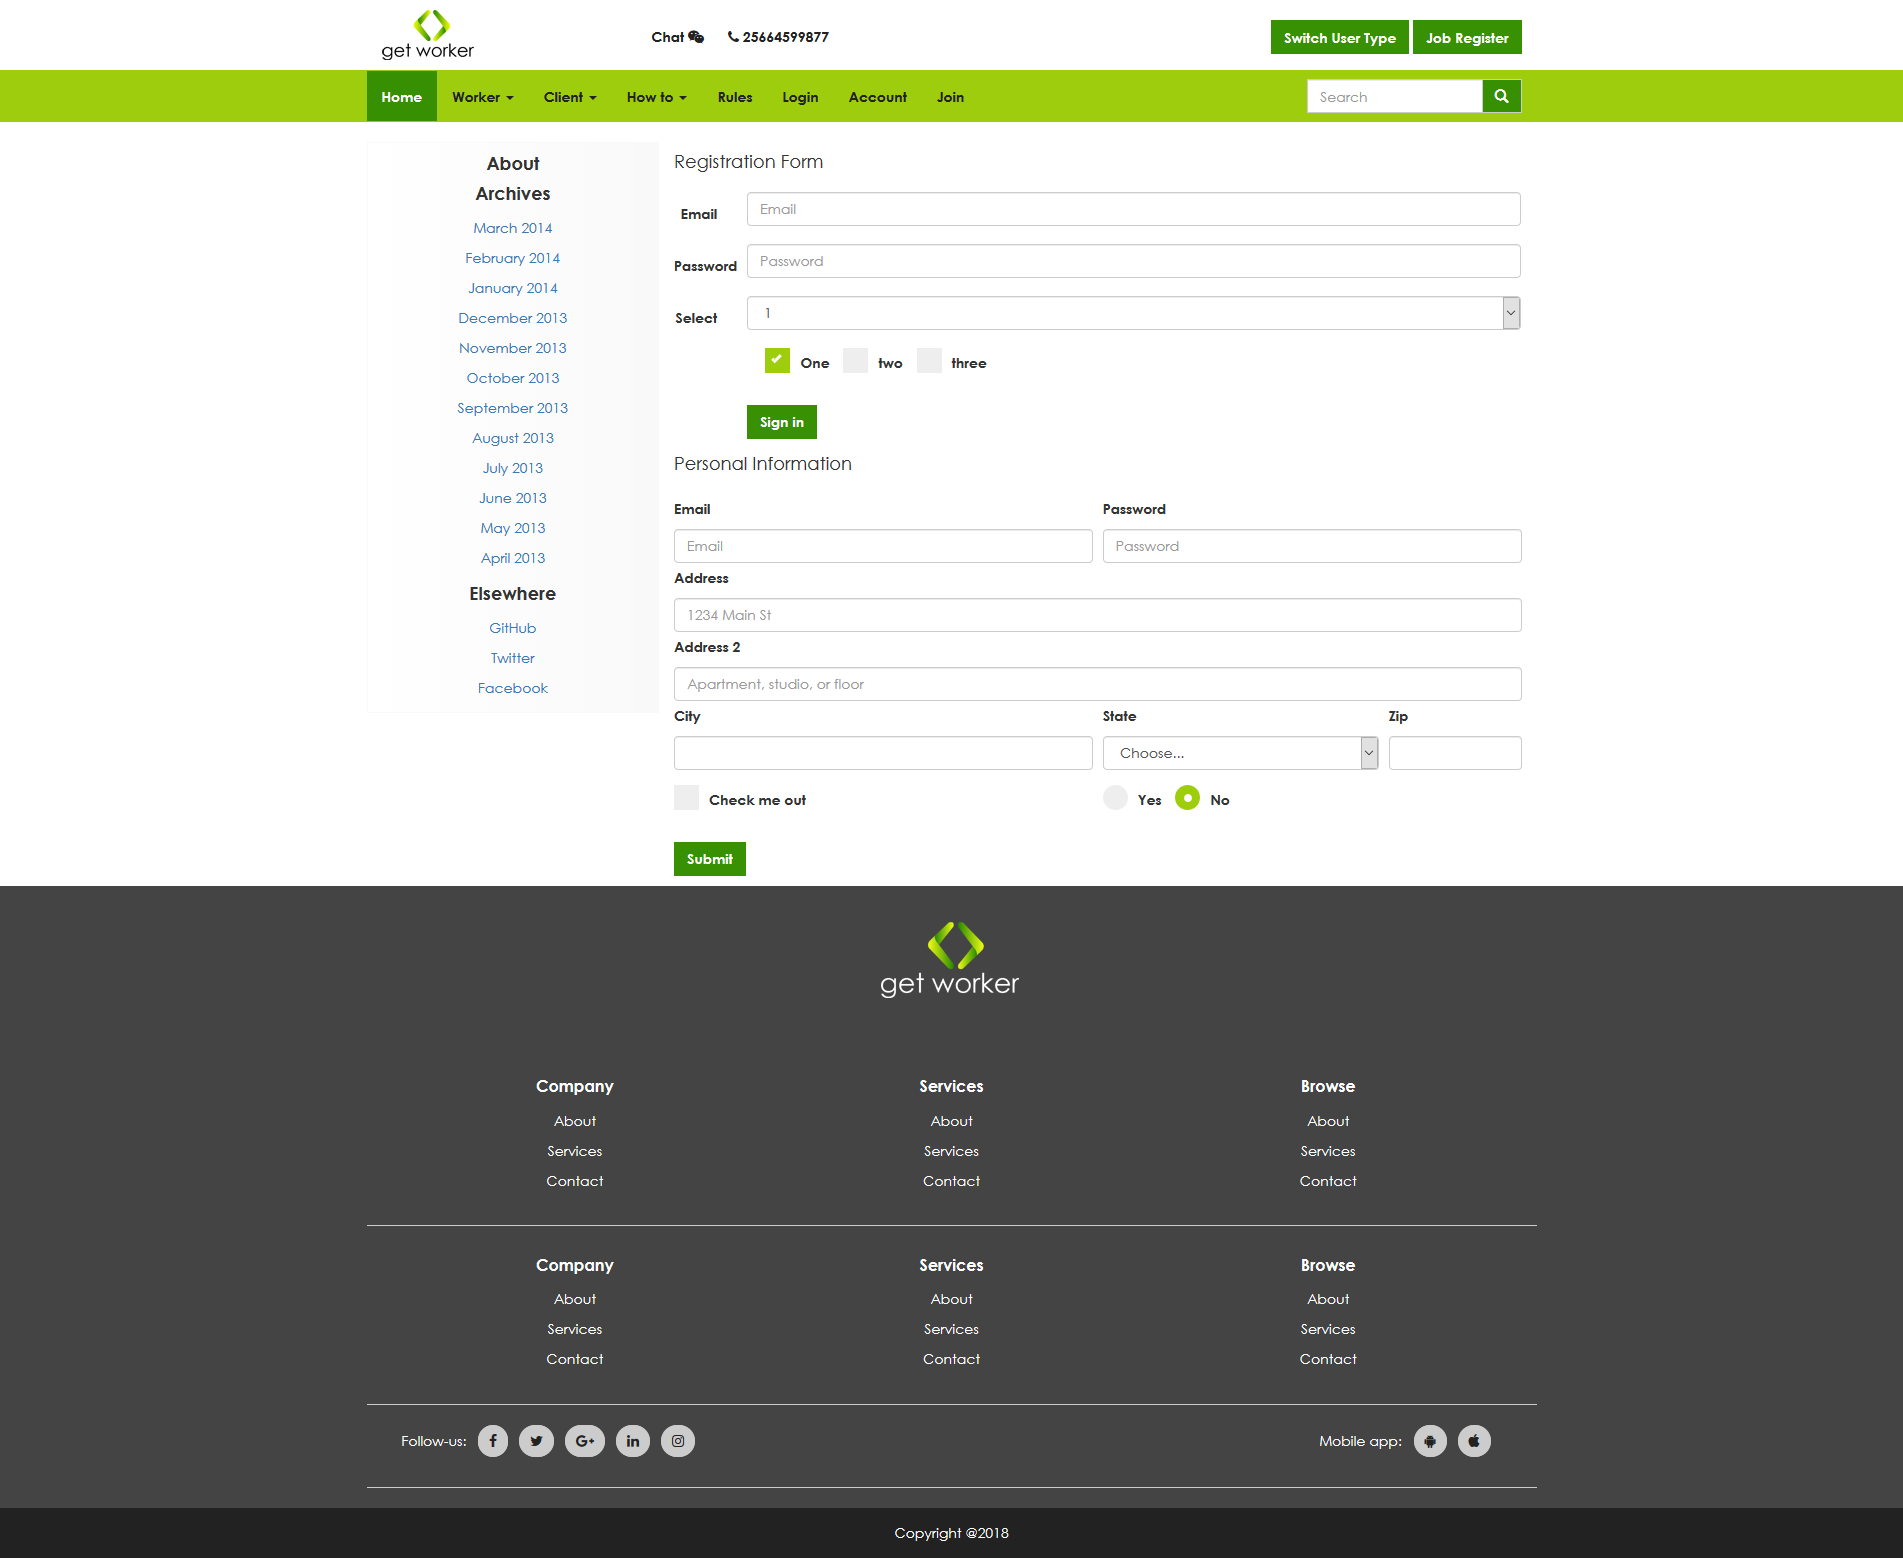 get worker
Chat 25664599877
Switch User Type Job Register
Home Worker Client How to Rules Login Account Join Search
About
Archives
March 2014
February 2014
January 2014
December 2013
November 2013
October 2013
September 2013
August 2013
July 2013
June 2013
May 2013
April 2013
Elsewhere
GitHub
Twitter
Facebook
Registration Form
Email Email
Password Password
Select 1
One two three
Sign in
Personal Information
Email Password
Email Password
Address
1234 Main St
Address 2
Apartment, studio, or floor
City State Zip
Choose...
Check me out Yes No
Submit
get worker
Company Services Browse
About About About
Services Services Services
Contact Contact Contact
Company Services Browse
About About About
Services Services Services
Contact Contact Contact
Follow-us: Mobile app:
Copyright @2018